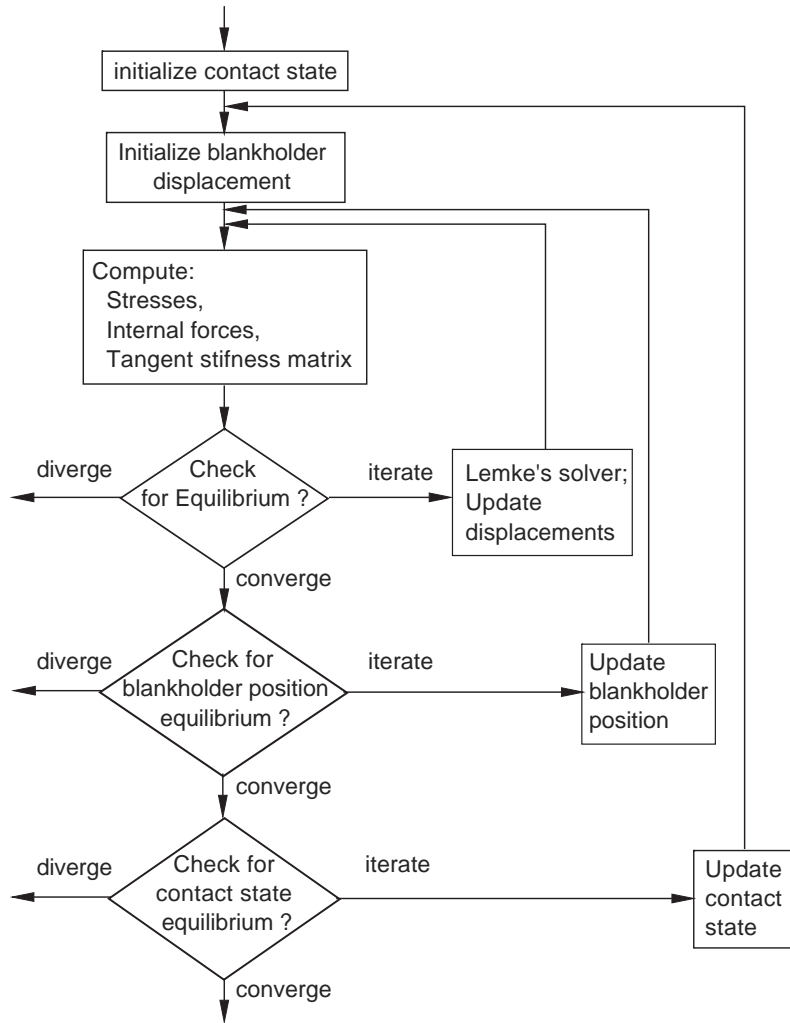 initialize contact state
Initialize blankholder
displacement
Compute:
Stresses,
Internal forces,
Tangent stifness matrix
diverge
Check
for Equilibrium ?
iterate
Lemke's solver;
Update
displacements
converge
diverge
Check for
blankholder position
equilibrium ?
iterate
Update
blankholder
position
converge
diverge
Check for
contact state
equilibrium ?
iterate
Update
contact
state
converge